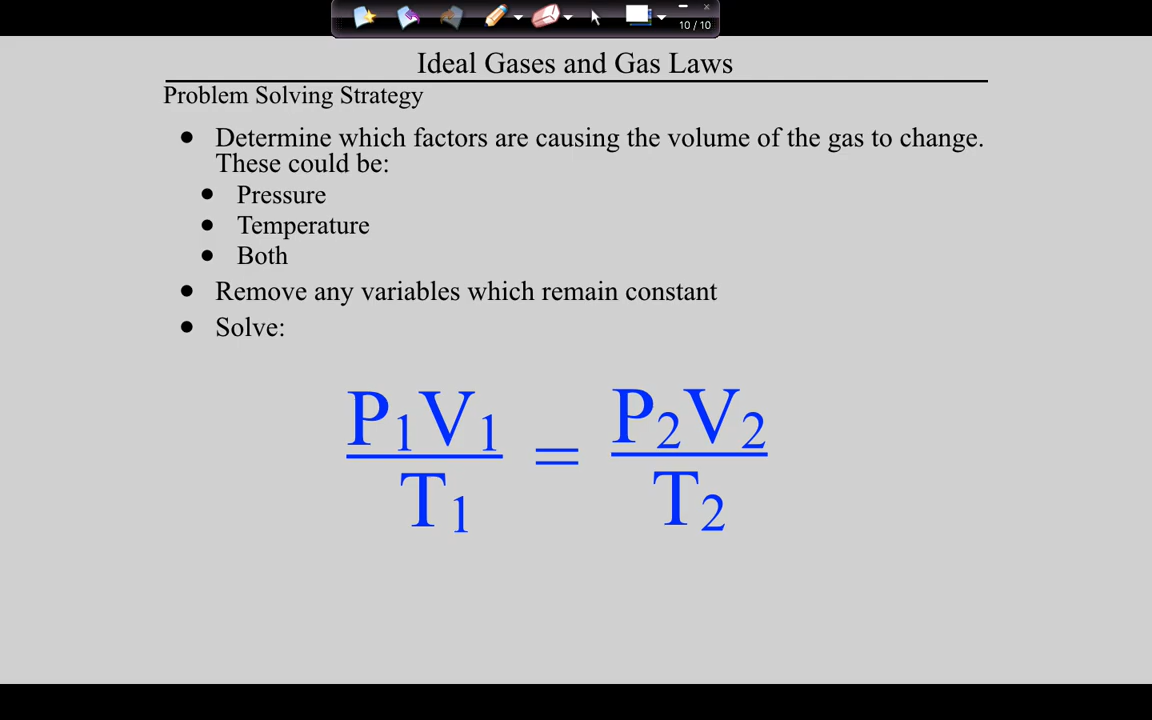 10 / 10
Ideal Gases and Gas Laws
Problem Solving Strategy
• Determine which factors are causing the volume of the gas to change.
These could be:
• Pressure
• Temperature
• Both
• Remove any variables which remain constant
• Solve:
P₁V₁ / T₁ = P₂V₂ / T₂